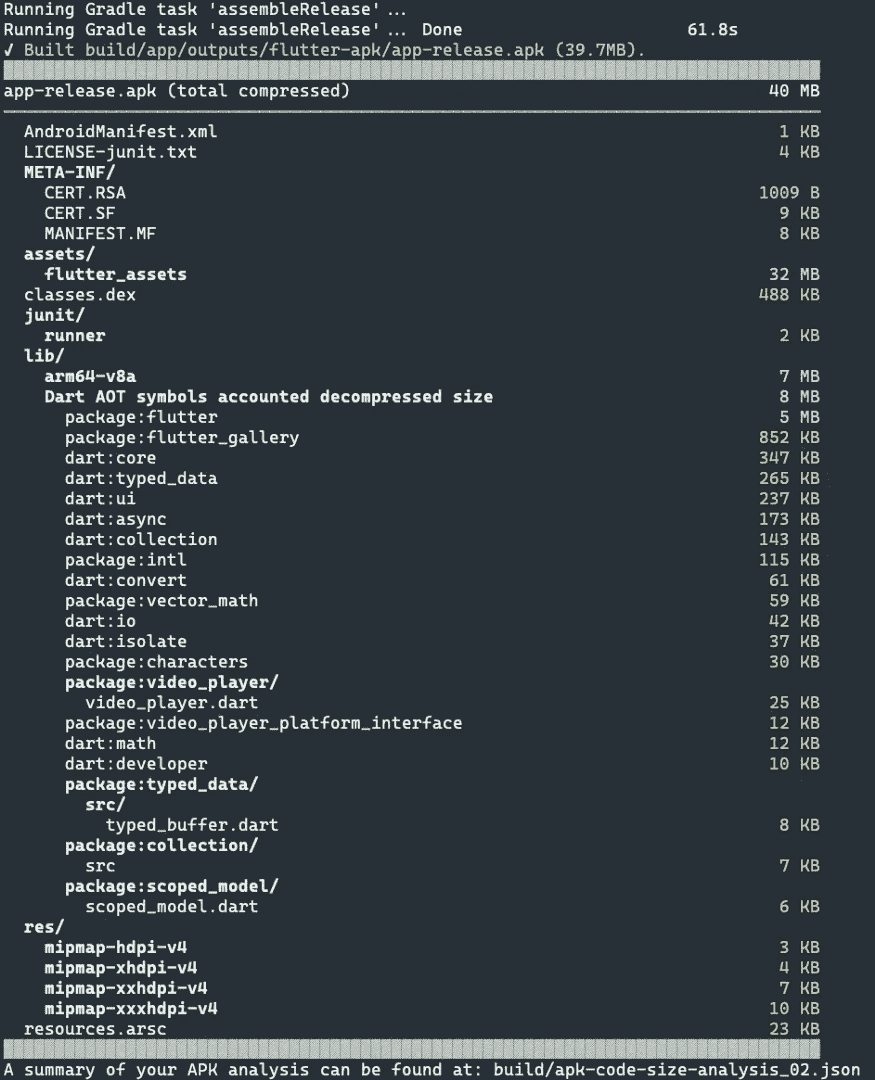 Running Gradle task 'assembleRelease'...
Running Gradle task 'assembleRelease'... Done 61.8s
✓ Built build/app/outputs/flutter-apk/app-release.apk (39.7MB).
app-release.apk (total compressed) 40 MB
AndroidManifest.xml 1 KB
LICENSE-junit.txt 4 KB
META-INF/
CERT.RSA 1009 B
CERT.SF 9 KB
MANIFEST.MF 8 KB
assets/
flutter_assets 32 MB
classes.dex 488 KB
junit/
runner 2 KB
lib/
arm64-v8a 7 MB
Dart AOT symbols accounted decompressed size 8 MB
package:flutter 5 MB
package:flutter_gallery 852 KB
dart:core 347 KB
dart:typed_data 265 KB
dart:ui 237 KB
dart:async 173 KB
dart:collection 143 KB
package:intl 115 KB
dart:convert 61 KB
package:vector_math 59 KB
dart:io 42 KB
dart:isolate 37 KB
package:characters 30 KB
package:video_player/
video_player.dart 25 KB
package:video_player_platform_interface 12 KB
dart:math 12 KB
dart:developer 10 KB
package:typed_data/
src/
typed_buffer.dart 8 KB
package:collection/
src 7 KB
package:scoped_model/
scoped_model.dart 6 KB
res/
mipmap-hdpi-v4 3 KB
mipmap-xhdpi-v4 4 KB
mipmap-xxhdpi-v4 7 KB
mipmap-xxxhdpi-v4 10 KB
resources.arsc 23 KB
A summary of your APK analysis can be found at: build/apk-code-size-analysis_02.json